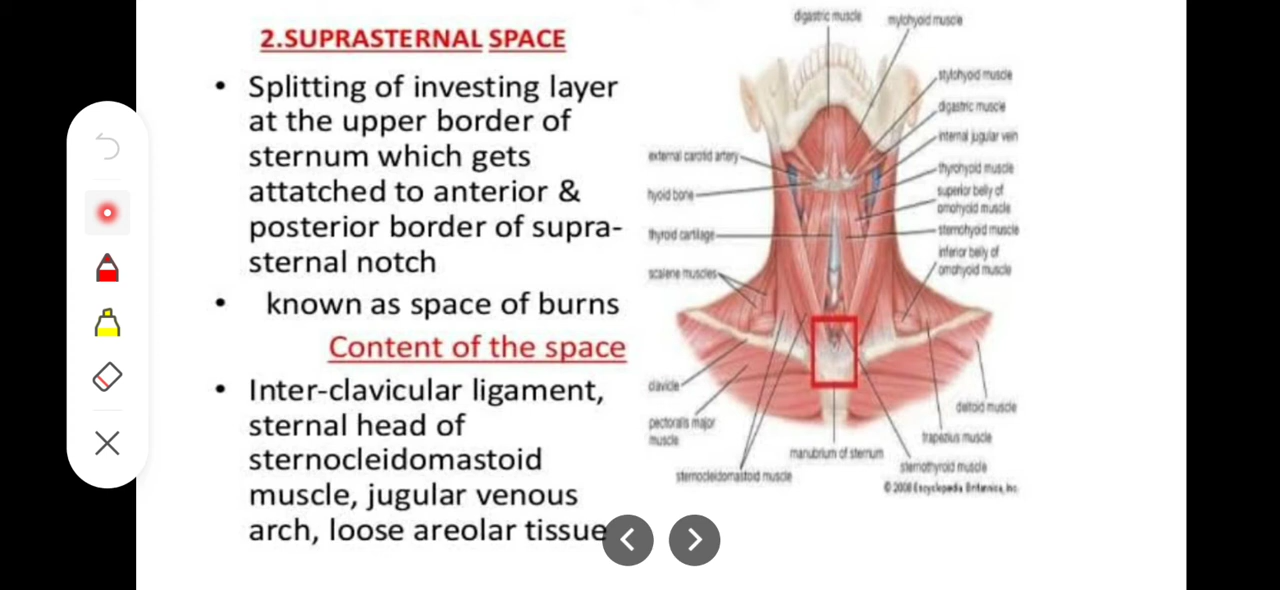 2.SUPRASTERNAL SPACE
• Splitting of investing layer
at the upper border of
sternum which gets
attatched to anterior &
posterior border of supra-
sternal notch
• known as space of burns
Content of the space
• Inter-clavicular ligament,
sternal head of
sternocleidomastoid
muscle, jugular venous
arch, loose areolar tissue
digastric muscle
mylohyoid muscle
stylohyoid muscle
digastric muscle
internal jugular vein
external carotid artery
thyrohyoid muscle
hyoid bone
superior belly of
omohyoid muscle
thyroid cartilage
sternohyoid muscle
inferior belly of
omohyoid muscle
scalene muscles
clavicle
deltoid muscle
pectoralis major
muscle
trapezius muscle
manubrium of sternum
sternothyroid muscle
sternocleidomastoid muscle
© 2008 Encyclopædia Britannica, Inc.